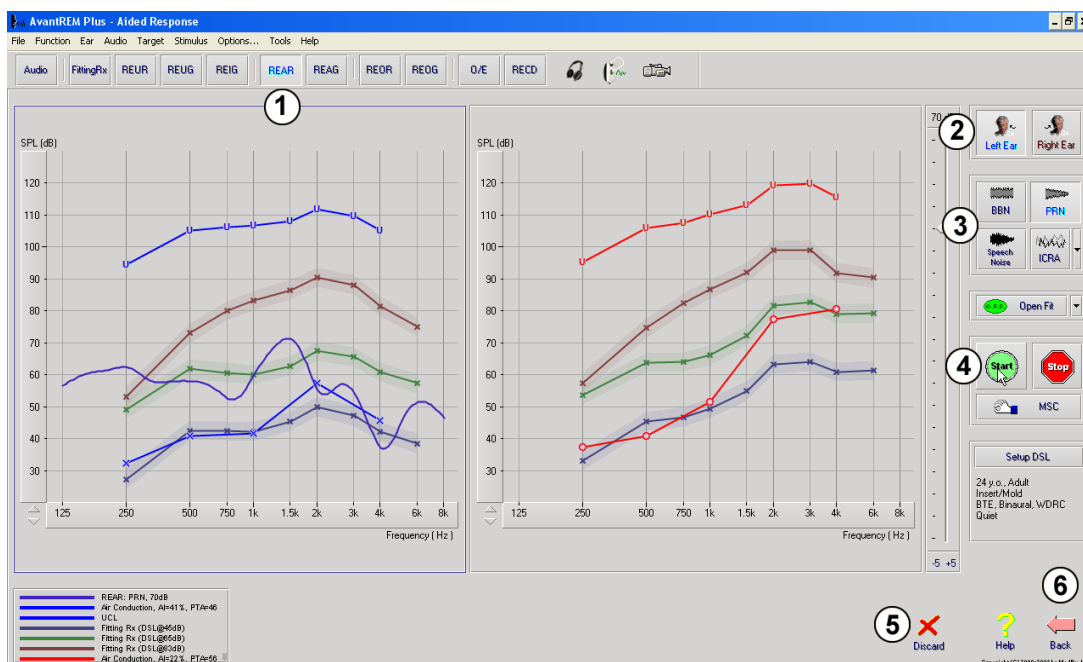 AvantREM Plus - Aided Response
File Function Ear Audio Target Stimulus Options... Tools Help
Audio FittingRx REUR REUG REIG REAR REAG REOR REOG O/E RECD
1
70 dB
2
Left Ear Right Ear
SPL (dB)
120
110
100
90
80
70
60
50
40
30
125 250 500 750 1k 1.5k 2k 3k 4k 6k 8k
Frequency ( Hz )
SPL (dB)
120
110
100
90
80
70
60
50
40
30
125 250 500 750 1k 1.5k 2k 3k 4k 6k 8k
Frequency ( Hz )
-5 +5
BBN PRN
3
Speech Noise ICRA
Open Fit
4
Start Stop
MSC
Setup DSL
24 y.o., Adult
Insert/Mold
BTE, Binaural, WDRC
Quiet
REAR: PRN, 70dB
Air Conduction, AI=41%, PTA=46
UCL
Fitting Rx (DSL@45dB)
Fitting Rx (DSL@65dB)
Fitting Rx (DSL@83dB)
Air Conduction, AI=22%, PTA=56
5
Discard
Help
6
Back